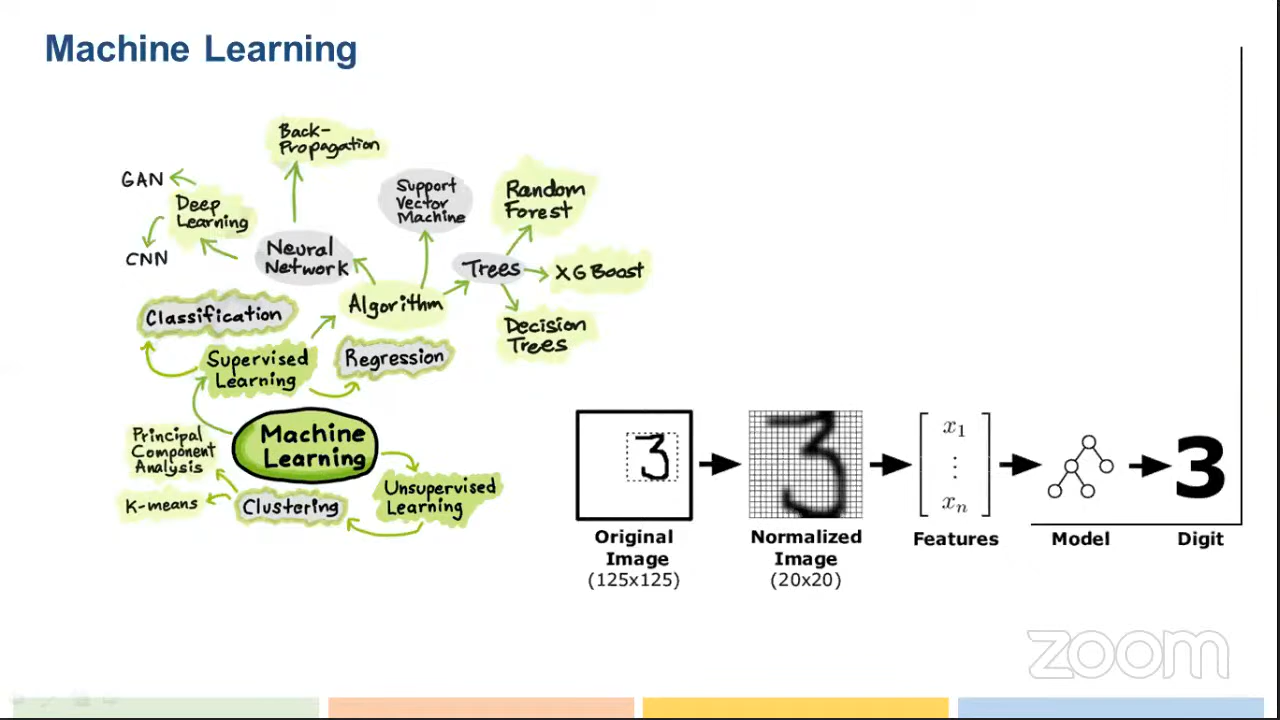 Machine Learning
Back-
Propagation
GAN
Deep
Learning
CNN
Neural
Network
Support
Vector
Machine
Random
Forest
Trees
XG Boost
Decision
Trees
Algorithm
Classification
Supervised
Learning
Regression
Machine
Learning
Principal
Component
Analysis
K-means
Clustering
Unsupervised
Learning
3
3
x1
⋮
xn
3
Original
Image
(125x125)
Normalized
Image
(20x20)
Features
Model
Digit
zoom